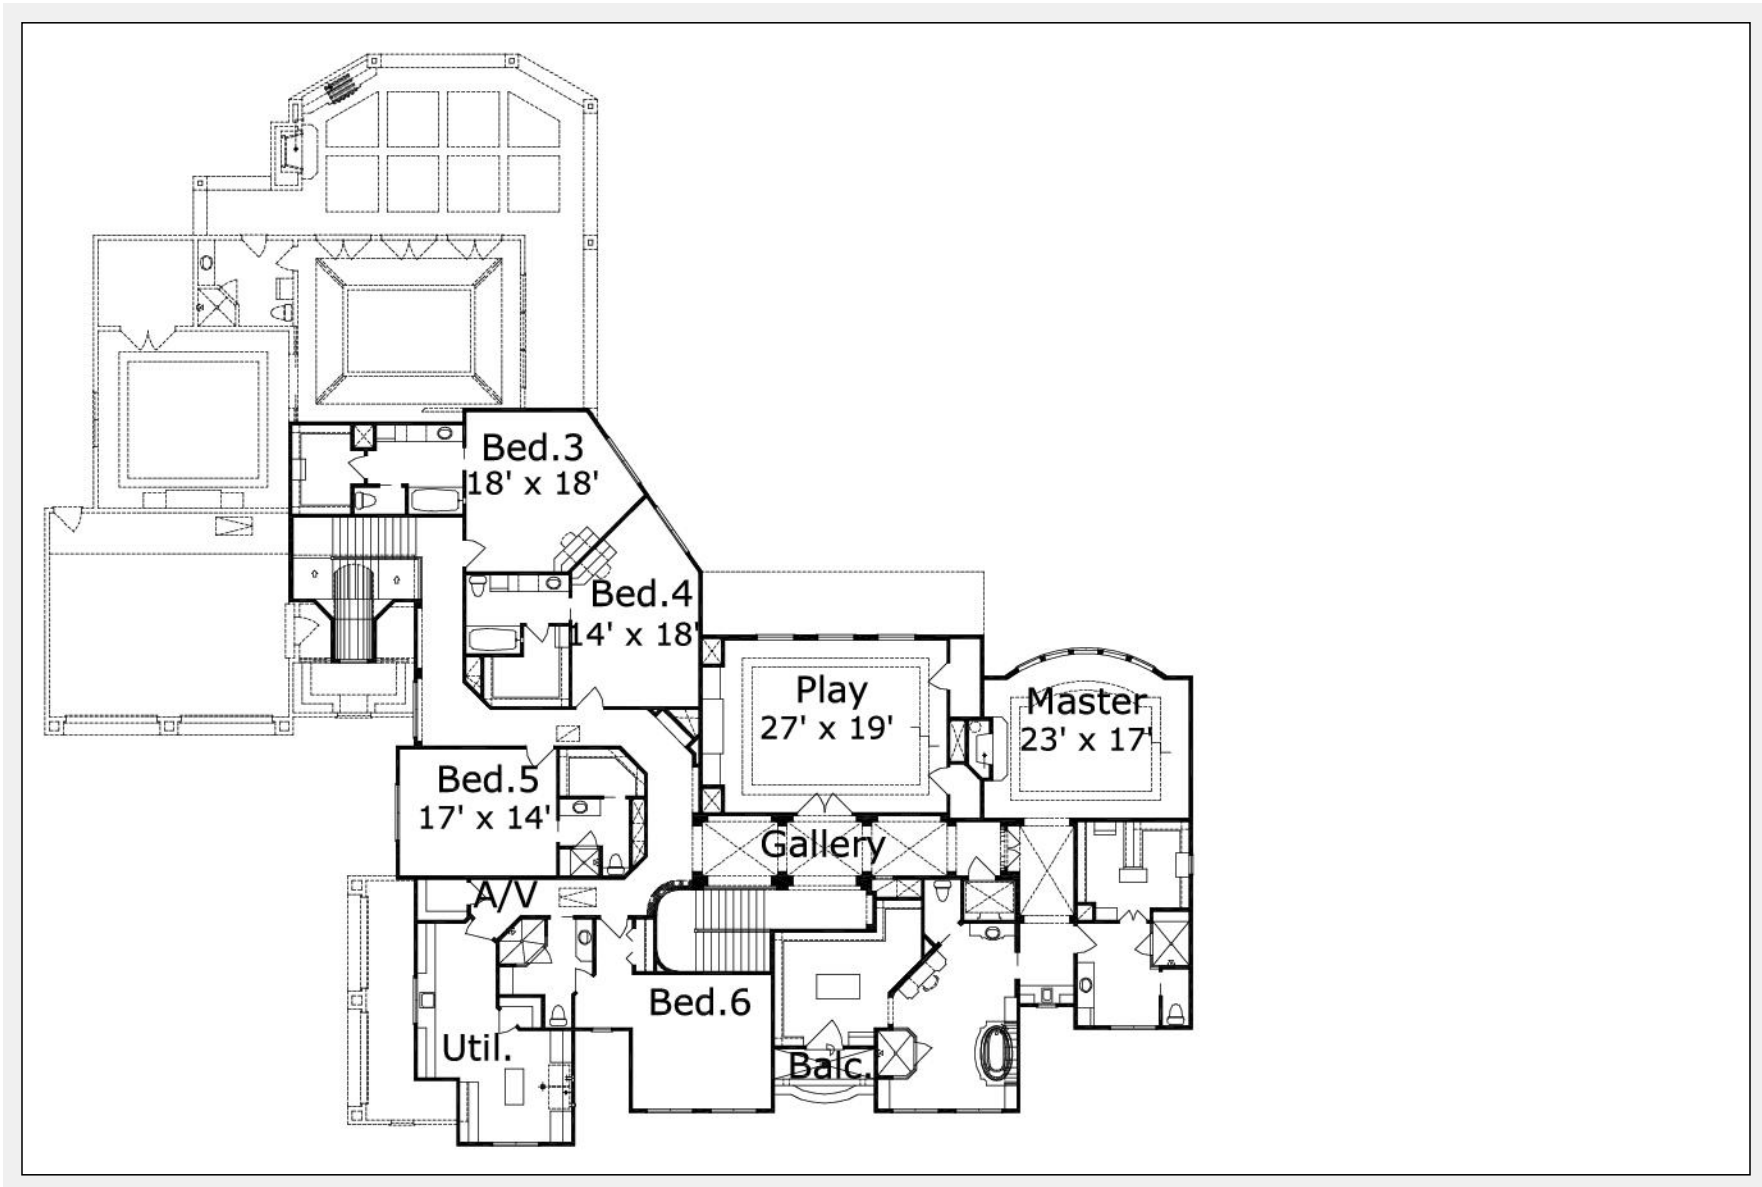 Bed.3
18' x 18'
Bed.4
14' x 18'
Play
27' x 19'
Master
23' x 17'
Bed.5
17' x 14'
Gallery
A/V
Bed.6
Util.
Balc.